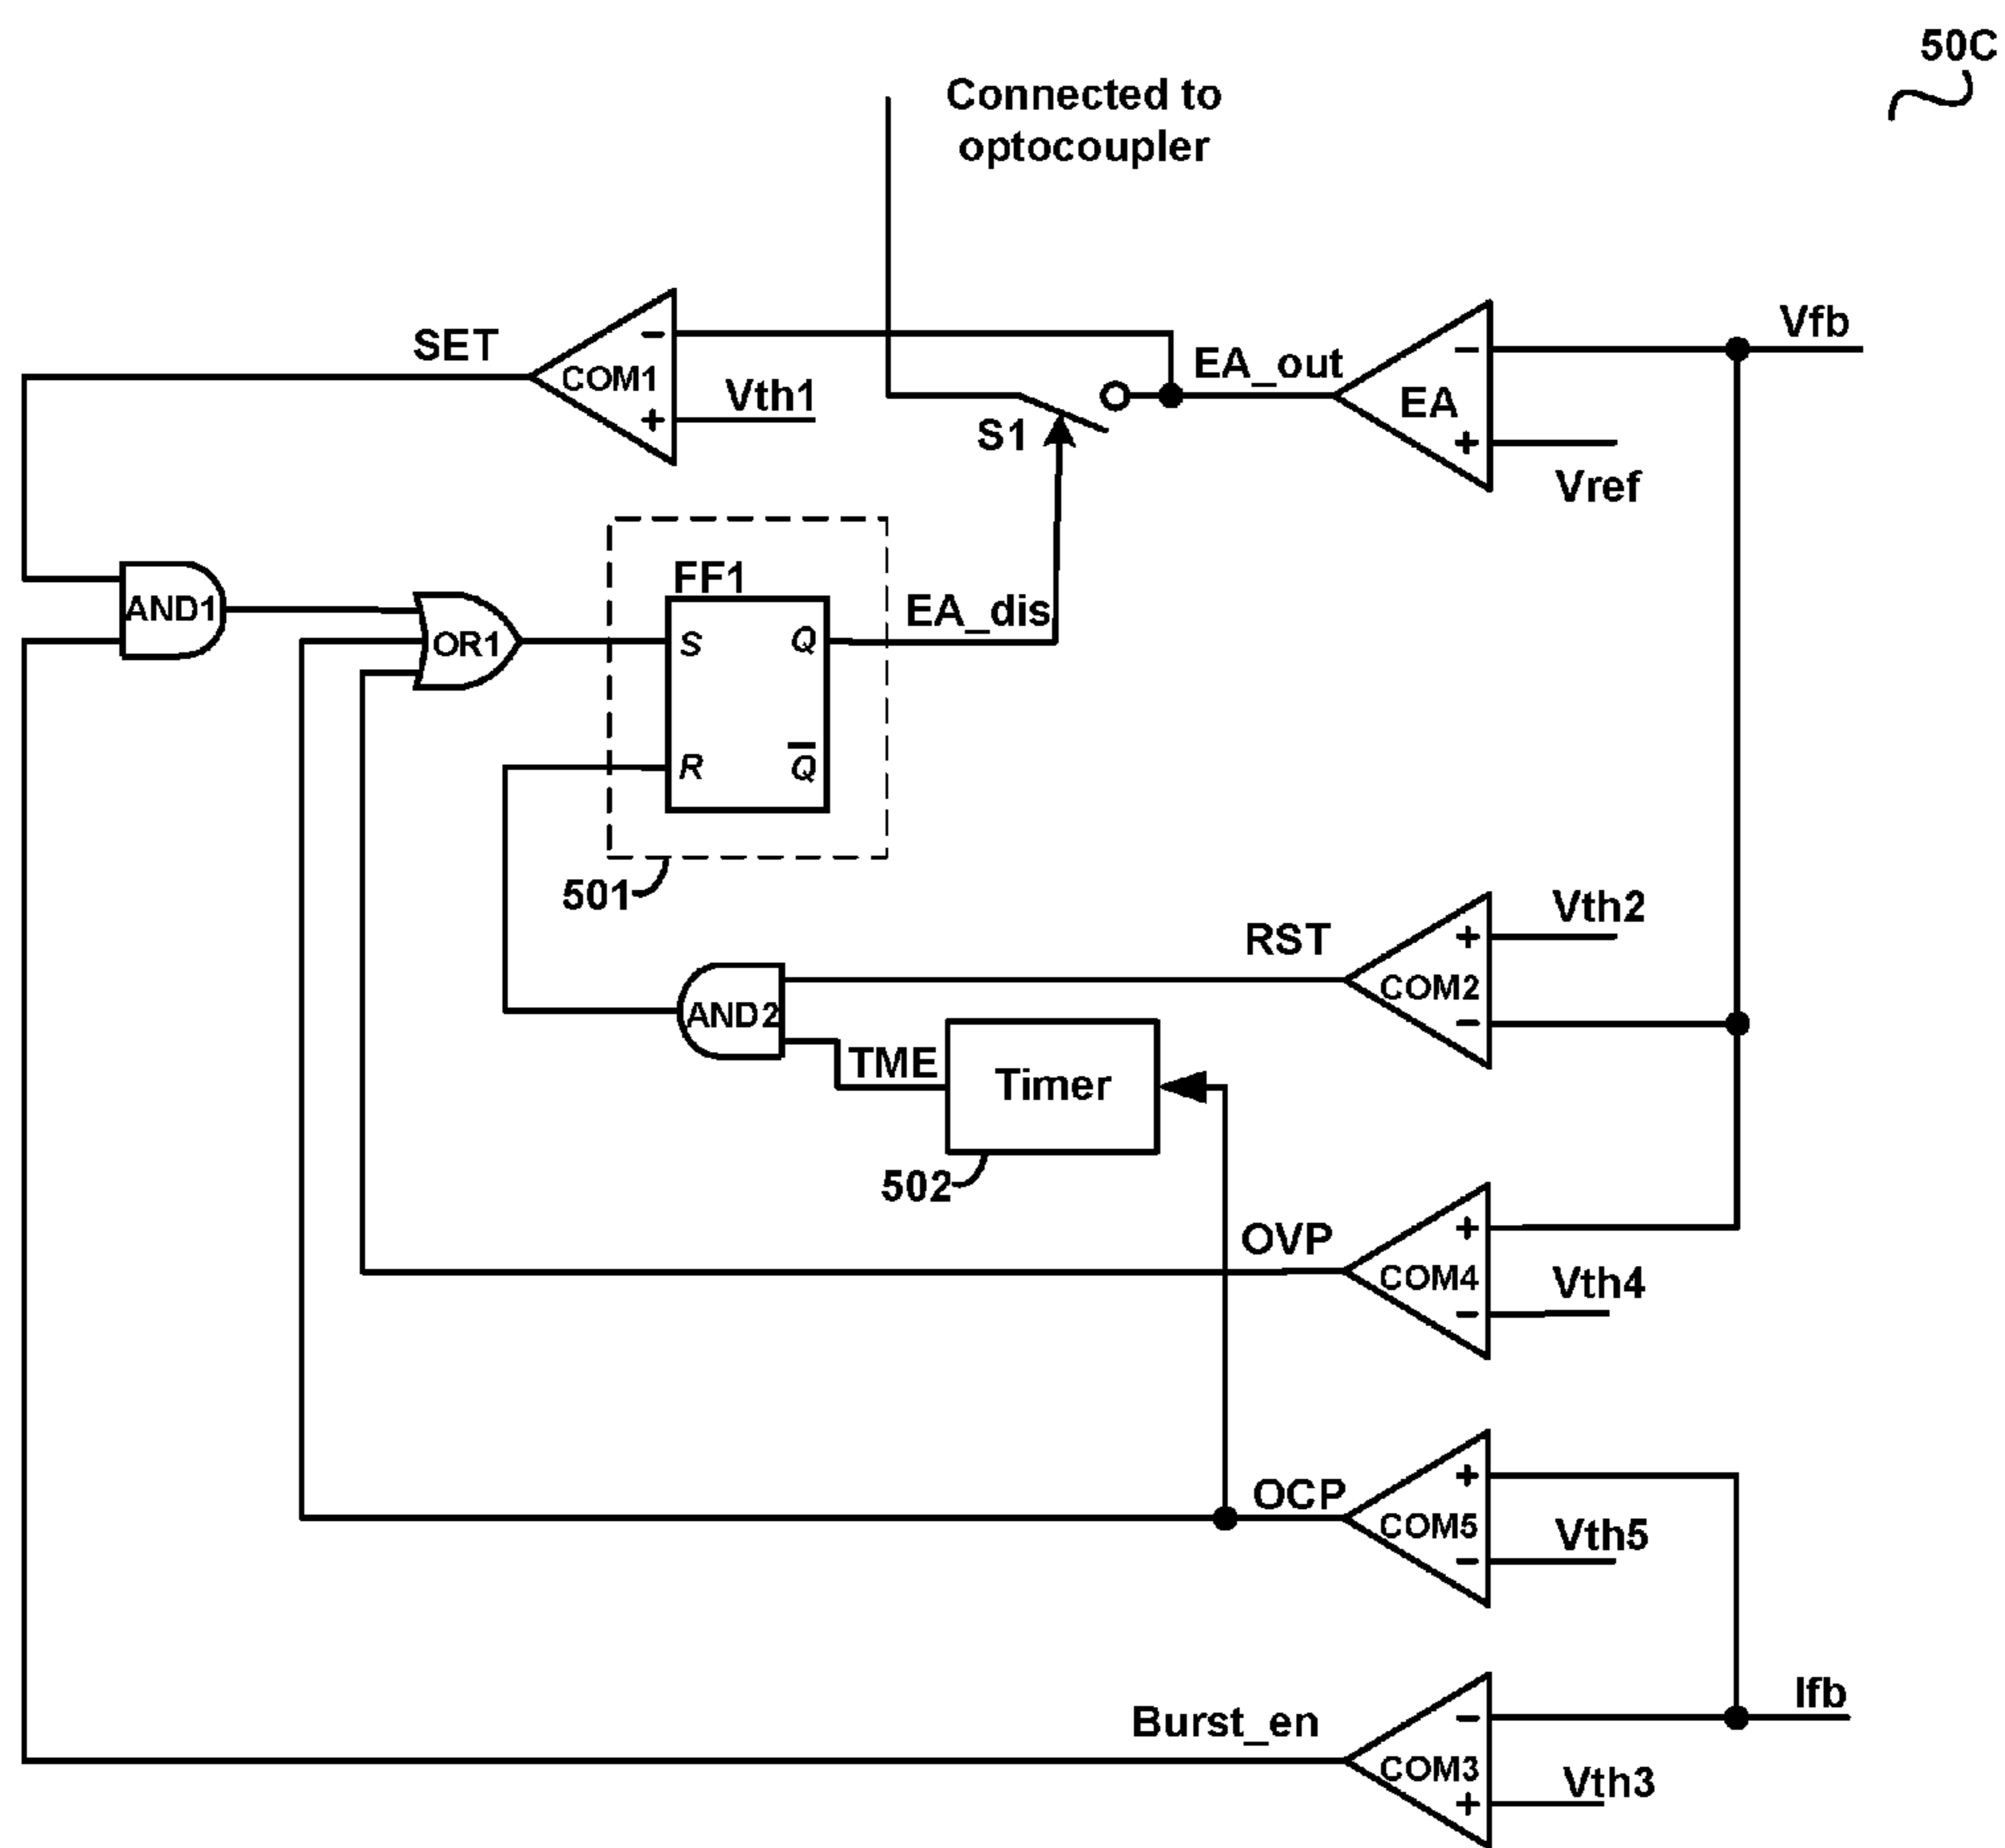 50C
Connected to
optocoupler
SET
COM1
-
+
Vth1
S1
EA_out
EA
-
+
Vfb
Vref
AND1
OR1
FF1
S
Q
R
Q̅
EA_dis
501
RST
COM2
+
-
Vth2
AND2
TME
Timer
502
OVP
COM4
+
-
Vth4
OCP
COM5
+
-
Vth5
Burst_en
COM3
-
+
Ifb
Vth3